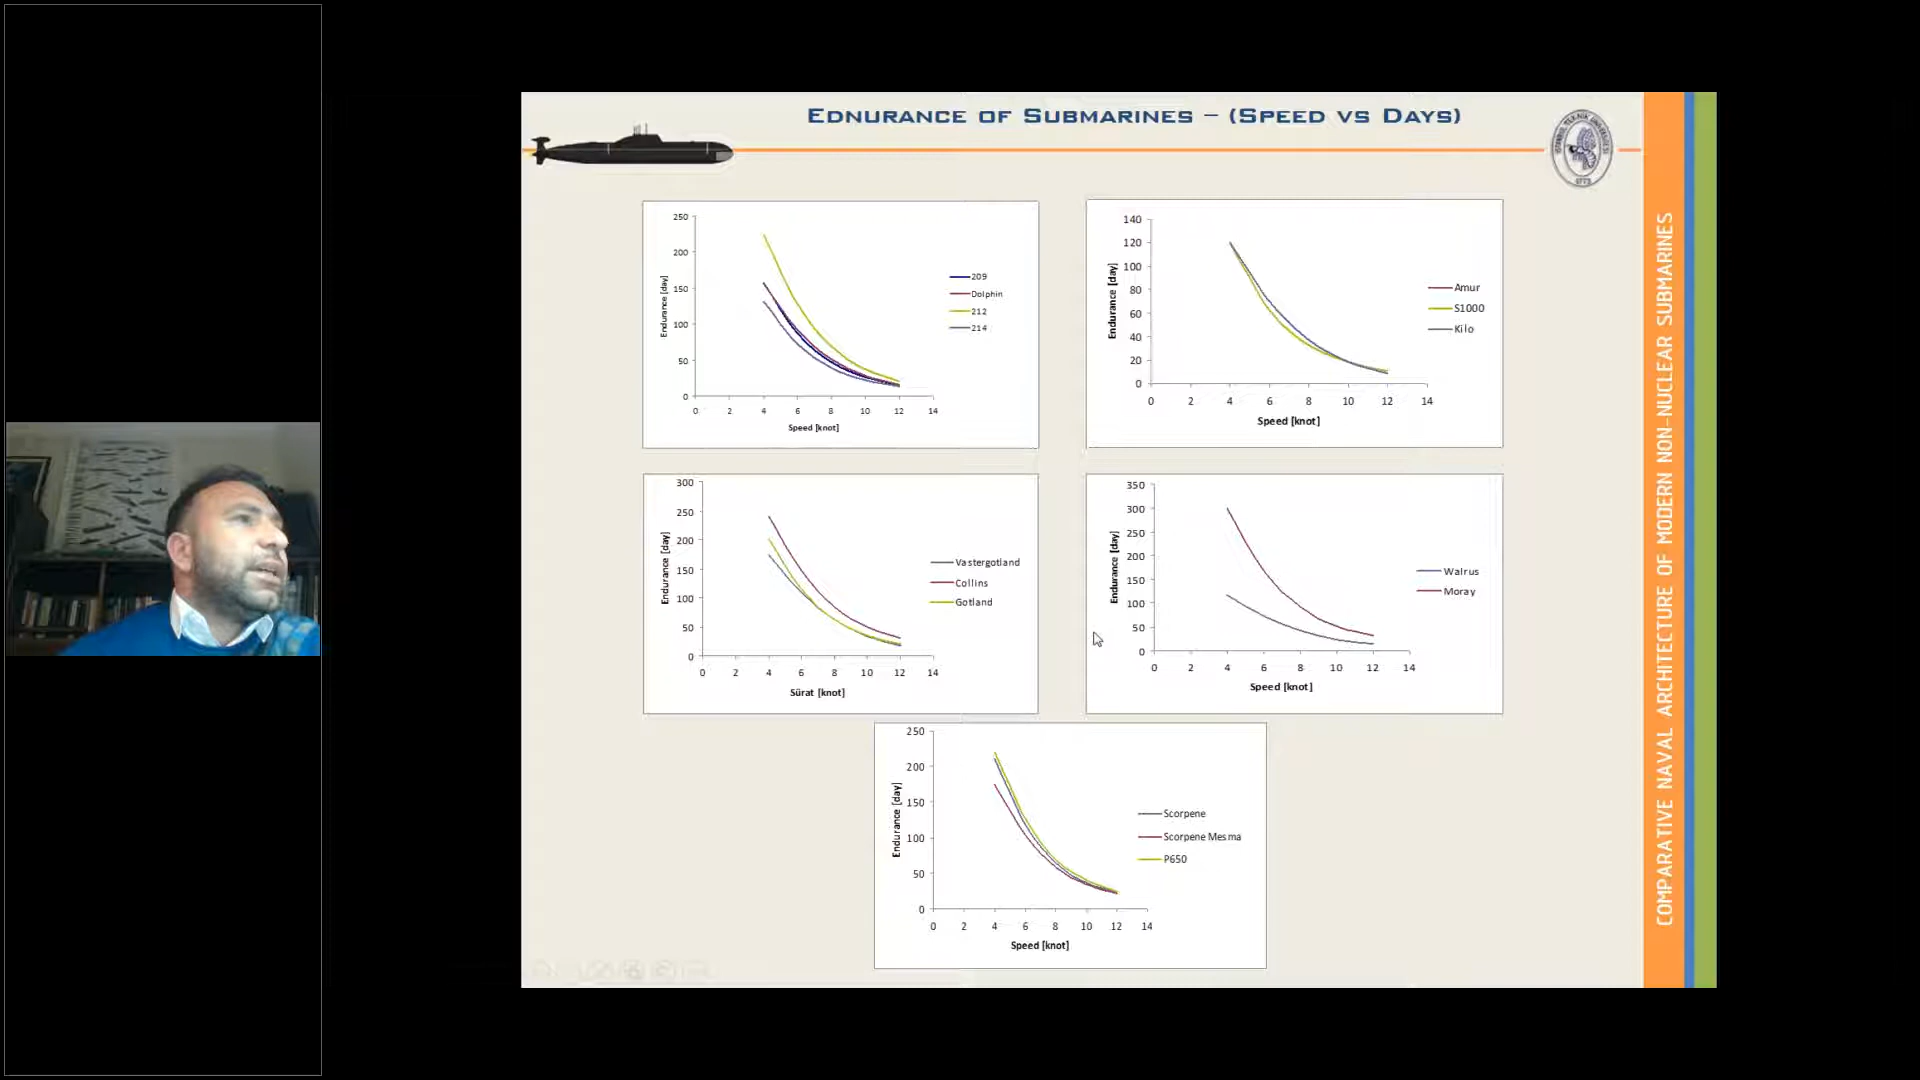 EDNURANCE OF SUBMARINES – (SPEED VS DAYS)
250
200
150
100
50
0
0 2 4 6 8 10 12 14
Endurance [day]
Speed [knot]
209
Dolphin
212
214
140
120
100
80
60
40
20
0
0 2 4 6 8 10 12 14
Endurance [day]
Speed [knot]
Amur
S1000
Kilo
300
250
200
150
100
50
0
0 2 4 6 8 10 12 14
Endurance [day]
Sürat [knot]
Vastergotland
Collins
Gotland
350
300
250
200
150
100
50
0
0 2 4 6 8 10 12 14
Endurance [day]
Speed [knot]
Walrus
Moray
250
200
150
100
50
0
0 2 4 6 8 10 12 14
Endurance [day]
Speed [knot]
Scorpene
Scorpene Mesma
P650
COMPARATIVE NAVAL ARCHITECTURE OF MODERN NON-NUCLEAR SUBMARINES